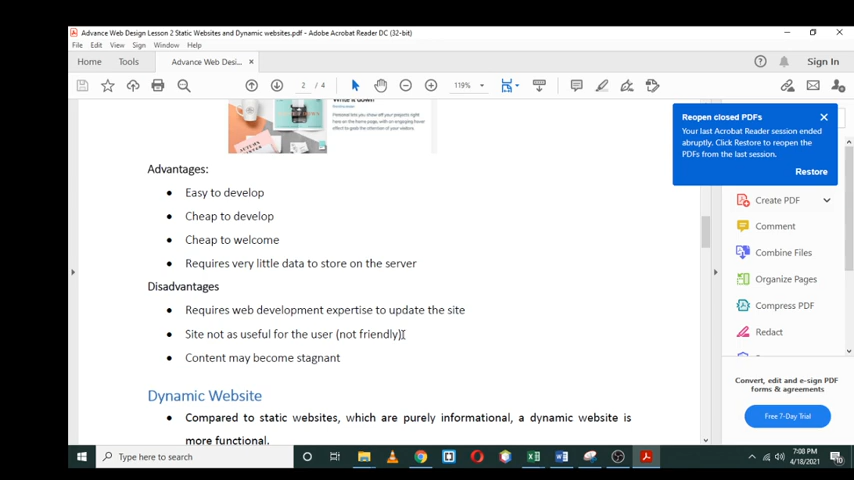 Advance Web Design Lesson 2 Static Websites and Dynamic websites.pdf - Adobe Acrobat Reader DC (32-bit)
File Edit View Sign Window Help
Home Tools Advance Web Desi... × Sign In
2 / 4 119%
Write it down
Reopen closed PDFs
Your last Acrobat Reader session ended
abruptly. Click Restore to reopen the
PDFs from the last session.
Restore
Advantages:
• Easy to develop
• Cheap to develop
• Cheap to welcome
• Requires very little data to store on the server
Disadvantages
• Requires web development expertise to update the site
• Site not as useful for the user (not friendly)
• Content may become stagnant
Dynamic Website
• Compared to static websites, which are purely informational, a dynamic website is
more functional.
Create PDF
Comment
Combine Files
Organize Pages
Compress PDF
Redact
Convert, edit and e-sign PDF
forms & agreements
Free 7-Day Trial
Type here to search
7:08 PM
4/18/2021